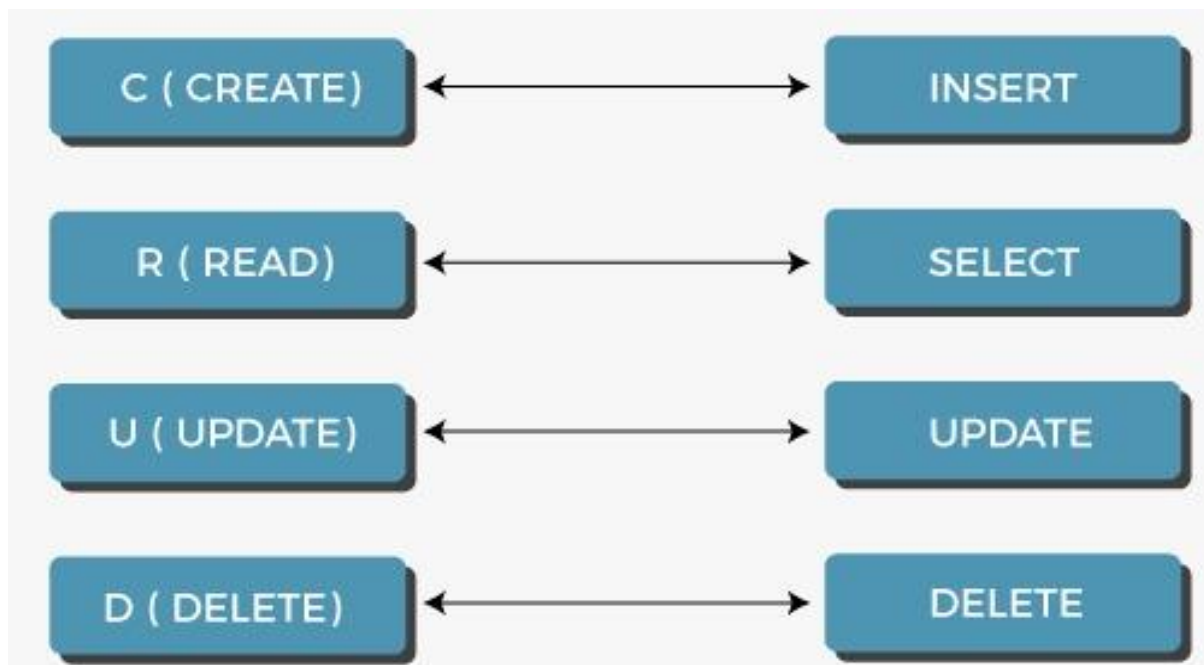 C ( CREATE)
INSERT
R ( READ)
SELECT
U ( UPDATE)
UPDATE
D ( DELETE)
DELETE